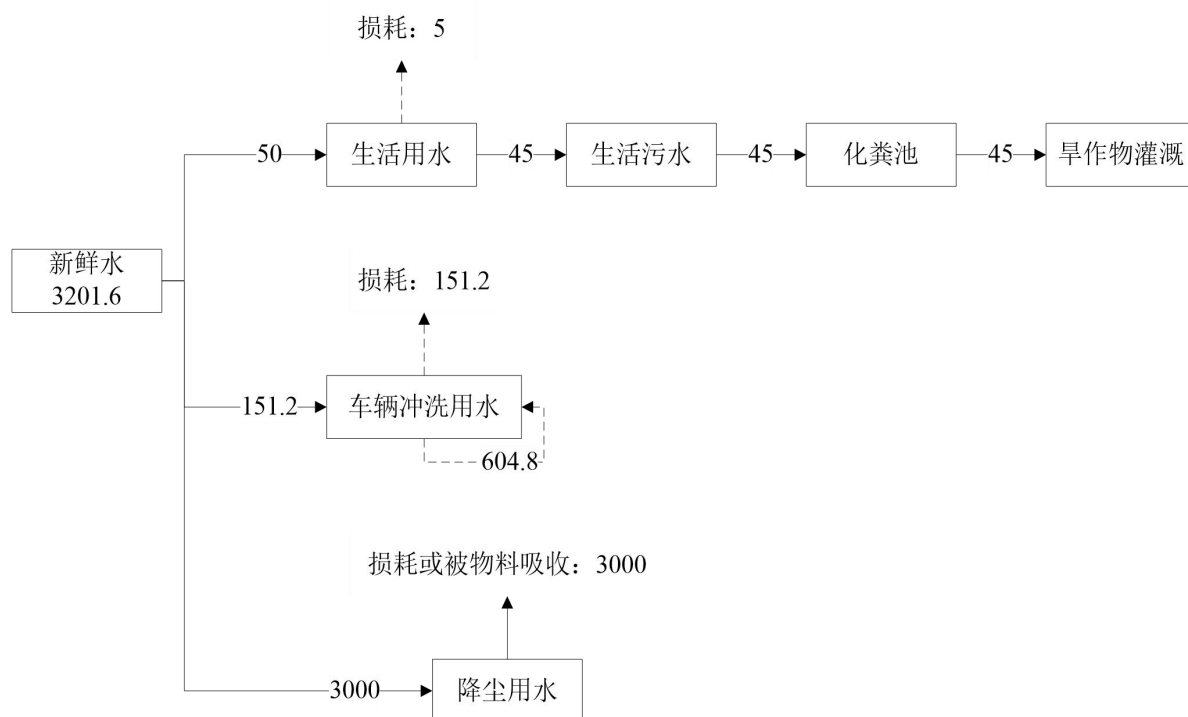 损耗：5
50
生活用水
45
生活污水
45
化粪池
45
旱作物灌溉
新鲜水
3201.6
损耗：151.2
151.2
车辆冲洗用水
604.8
损耗或被物料吸收：3000
3000
降尘用水